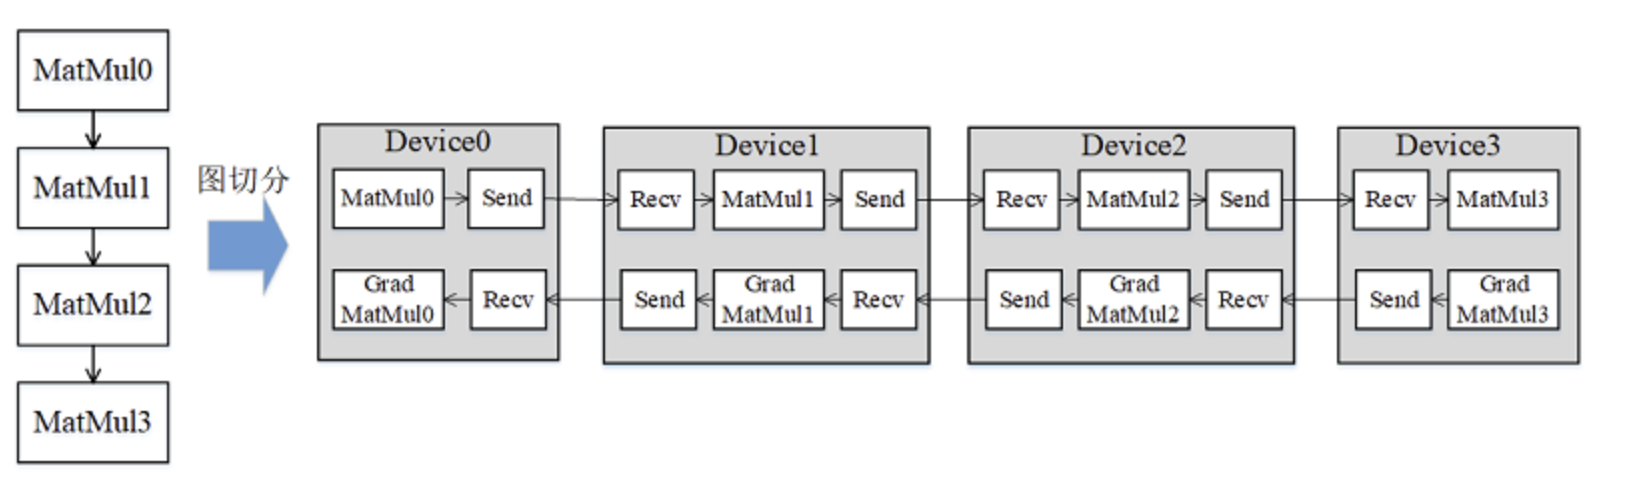 MatMul0
MatMul1
MatMul2
MatMul3
图切分
Device0
MatMul0
Send
Grad
MatMul0
Recv
Device1
Recv
MatMul1
Send
Send
Grad
MatMul1
Recv
Device2
Recv
MatMul2
Send
Send
Grad
MatMul2
Recv
Device3
Recv
MatMul3
Send
Grad
MatMul3